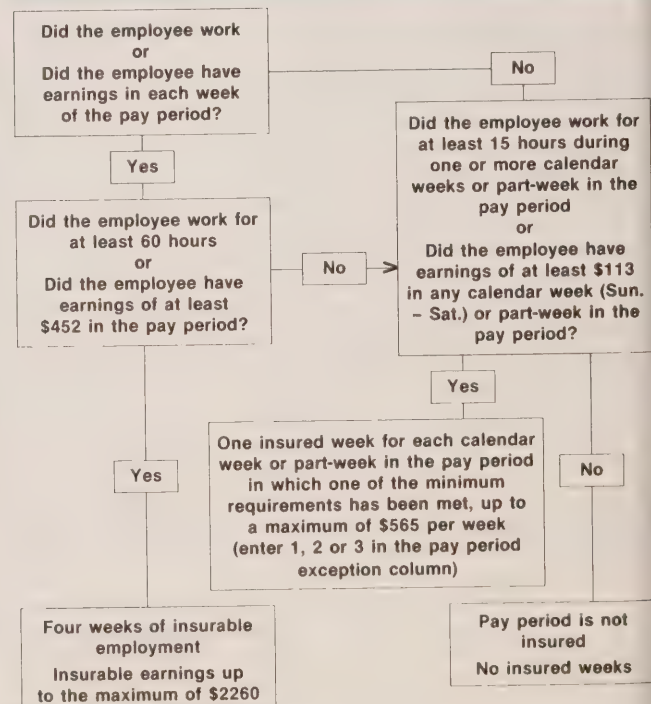 Did the employee work
or
Did the employee have
earnings in each week
of the pay period?
No
Yes
Did the employee work for
at least 15 hours during
one or more calendar
weeks or part-week in the
pay period
or
Did the employee have
earnings of at least $113
in any calendar week (Sun.
– Sat.) or part-week in the
pay period?
Did the employee work for
at least 60 hours
or
Did the employee have
earnings of at least
$452 in the pay period?
No
Yes
One insured week for each calendar
week or part-week in the pay period
in which one of the minimum
requirements has been met, up to
a maximum of $565 per week
(enter 1, 2 or 3 in the pay period
exception column)
Yes
No
Four weeks of insurable
employment
Insurable earnings up
to the maximum of $2260
Pay period is not
insured
No insured weeks